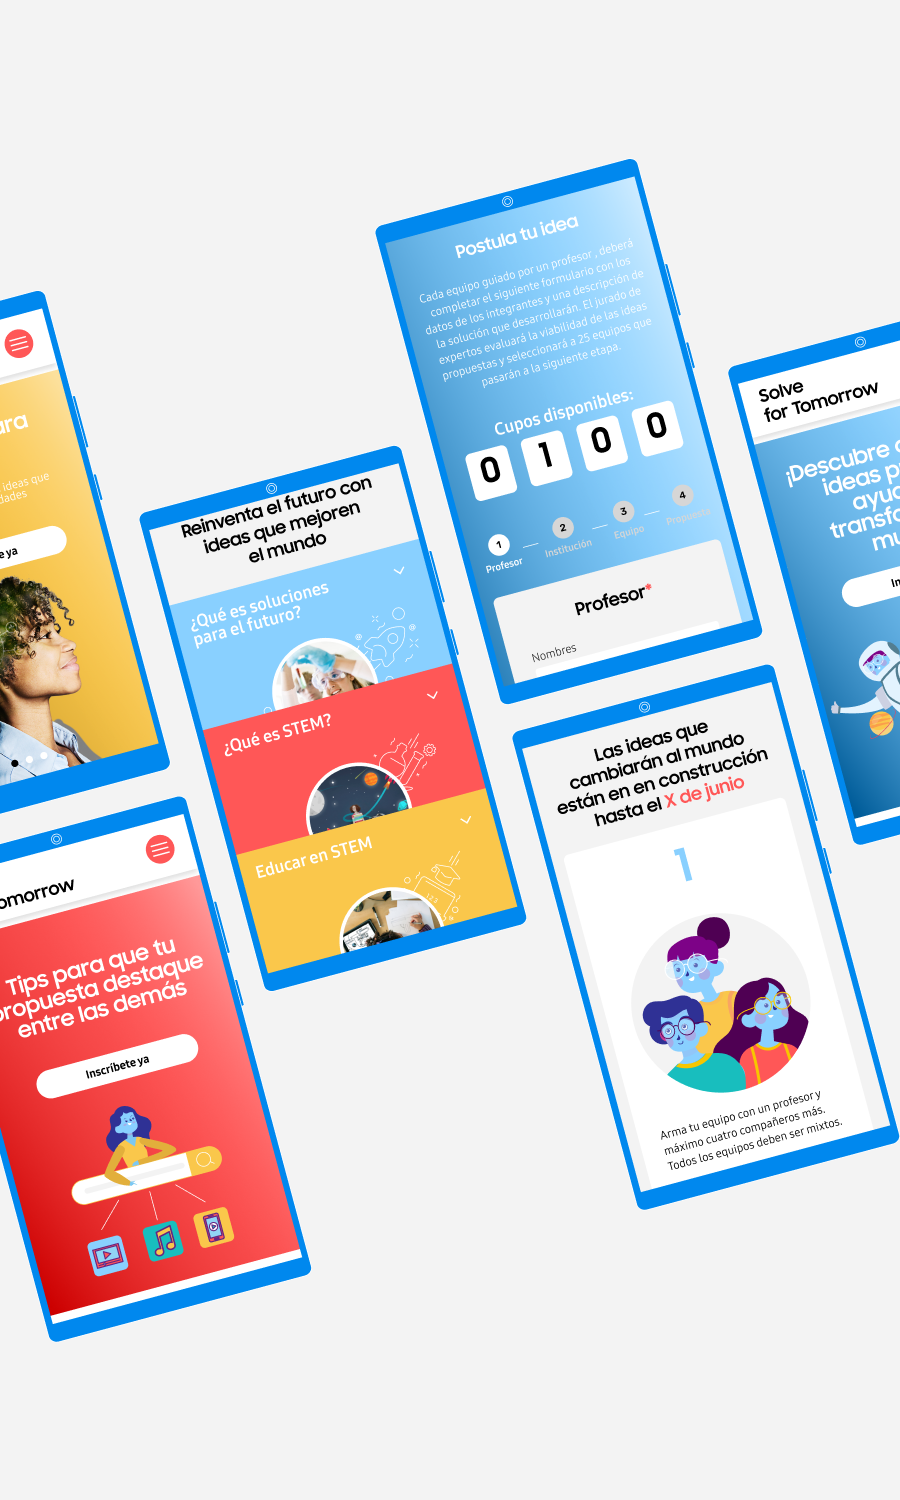 Postula tu idea
Cada equipo guiado por un profesor , deberá
completar el siguiente formulario con los
datos de los integrantes y una descripción de
la solución que desarrollarán. El jurado de
expertos evaluará la viabilidad de las ideas
propuestas y seleccionará a 25 equipos que
pasarán a la siguiente etapa.
Cupos disponibles:
0 1 0 0
1 2 3 4
Profesor Institución Equipo Propuesta
Profesor*
Nombres
ara
ideas que
dades
e ya
Solve
for Tomorrow
¡Descubre
ideas p
ayu
transfo
mu
In
Reinventa el futuro con
ideas que mejoren
el mundo
¿Qué es soluciones
para el futuro?
¿Qué es STEM?
Educar en STEM
Las ideas que
cambiarán al mundo
están en en construcción
hasta el X de junio
1
Arma tu equipo con un profesor y
máximo cuatro compañeros más.
Todos los equipos deben ser mixtos.
omorrow
Tips para que tu
propuesta destaque
entre las demás
Inscríbete ya